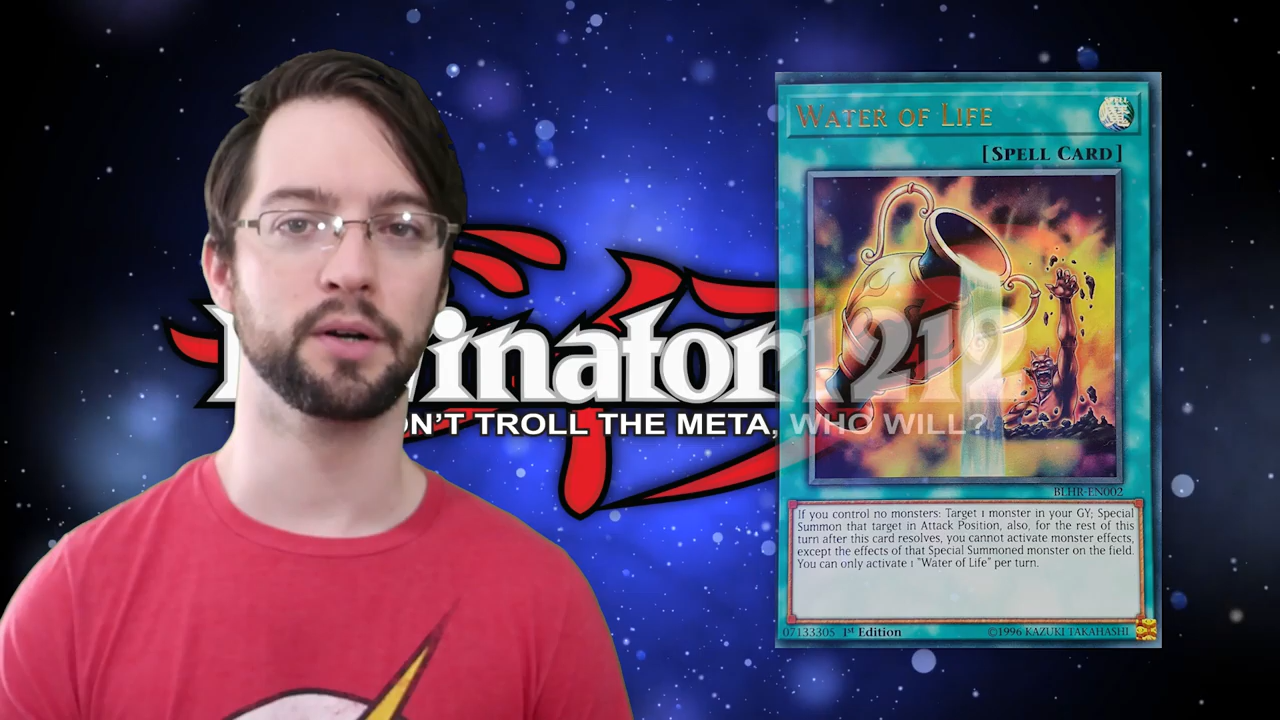 WATER OF LIFE
[SPELL CARD]
inator1212
ON'T TROLL THE META, WHO WILL?
BLHR-EN002
If you control no monsters: Target 1 monster in your GY; Special
Summon that target in Attack Position, also, for the rest of this
turn after this card resolves, you cannot activate monster effects,
except the effects of that Special Summoned monster on the field.
You can only activate 1 "Water of Life" per turn.
07133305 1st Edition ©1996 KAZUKI TAKAHASHI